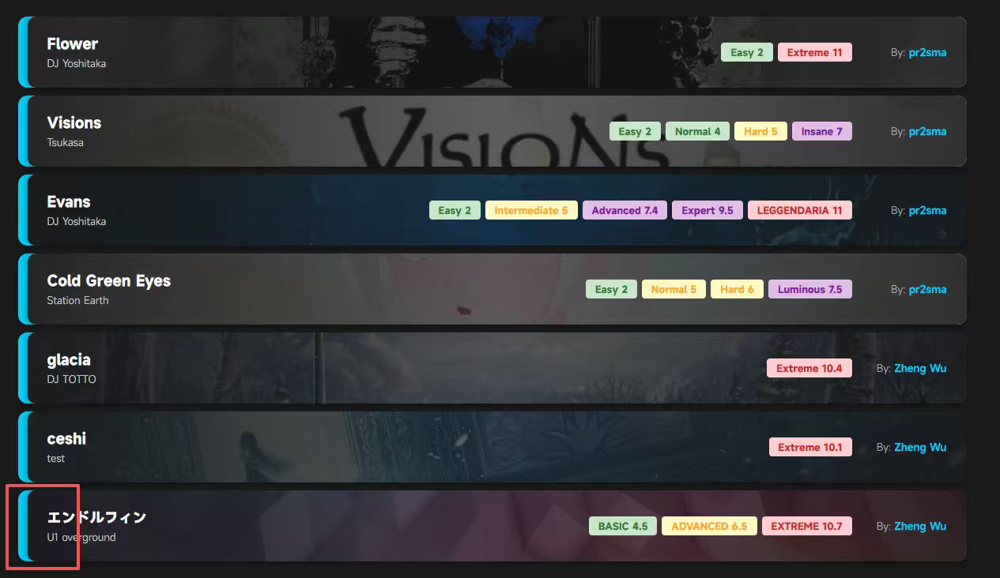 Flower
DJ Yoshitaka
Easy 2 Extreme 11 By: pr2sma
Visions
Tsukasa
VISIONS
Easy 2 Normal 4 Hard 5 Insane 7 By: pr2sma
Evans
DJ Yoshitaka
Easy 2 Intermediate 5 Advanced 7.4 Expert 9.5 LEGGENDARIA 11 By: pr2sma
Cold Green Eyes
Station Earth
Easy 2 Normal 5 Hard 6 Luminous 7.5 By: pr2sma
glacia
DJ TOTTO
Extreme 10.4 By: Zheng Wu
ceshi
test
Extreme 10.1 By: Zheng Wu
エンドルフィン
U1 overground
BASIC 4.5 ADVANCED 6.5 EXTREME 10.7 By: Zheng Wu